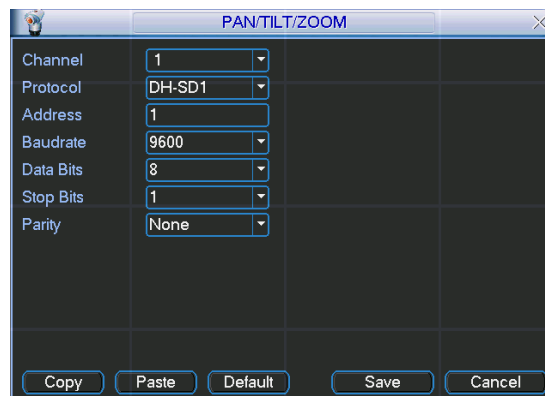 PAN/TILT/ZOOM
Channel 1
Protocol DH-SD1
Address 1
Baudrate 9600
Data Bits 8
Stop Bits 1
Parity None
Copy Paste Default Save Cancel